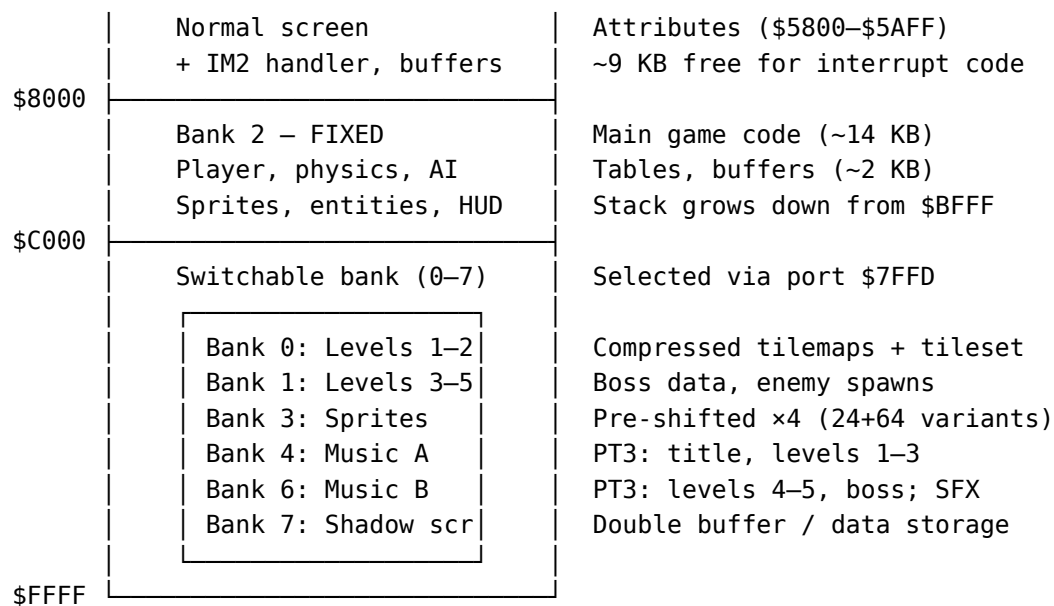 Normal screen Attributes ($5800–$5AFF)
+ IM2 handler, buffers ~9 KB free for interrupt code
$8000
Bank 2 — FIXED Main game code (~14 KB)
Player, physics, AI Tables, buffers (~2 KB)
Sprites, entities, HUD Stack grows down from $BFFF
$C000
Switchable bank (0–7) Selected via port $7FFD
Bank 0: Levels 1–2 Compressed tilemaps + tileset
Bank 1: Levels 3–5 Boss data, enemy spawns
Bank 3: Sprites Pre-shifted ×4 (24+64 variants)
Bank 4: Music A PT3: title, levels 1–3
Bank 6: Music B PT3: levels 4–5, boss; SFX
Bank 7: Shadow scr Double buffer / data storage
$FFFF